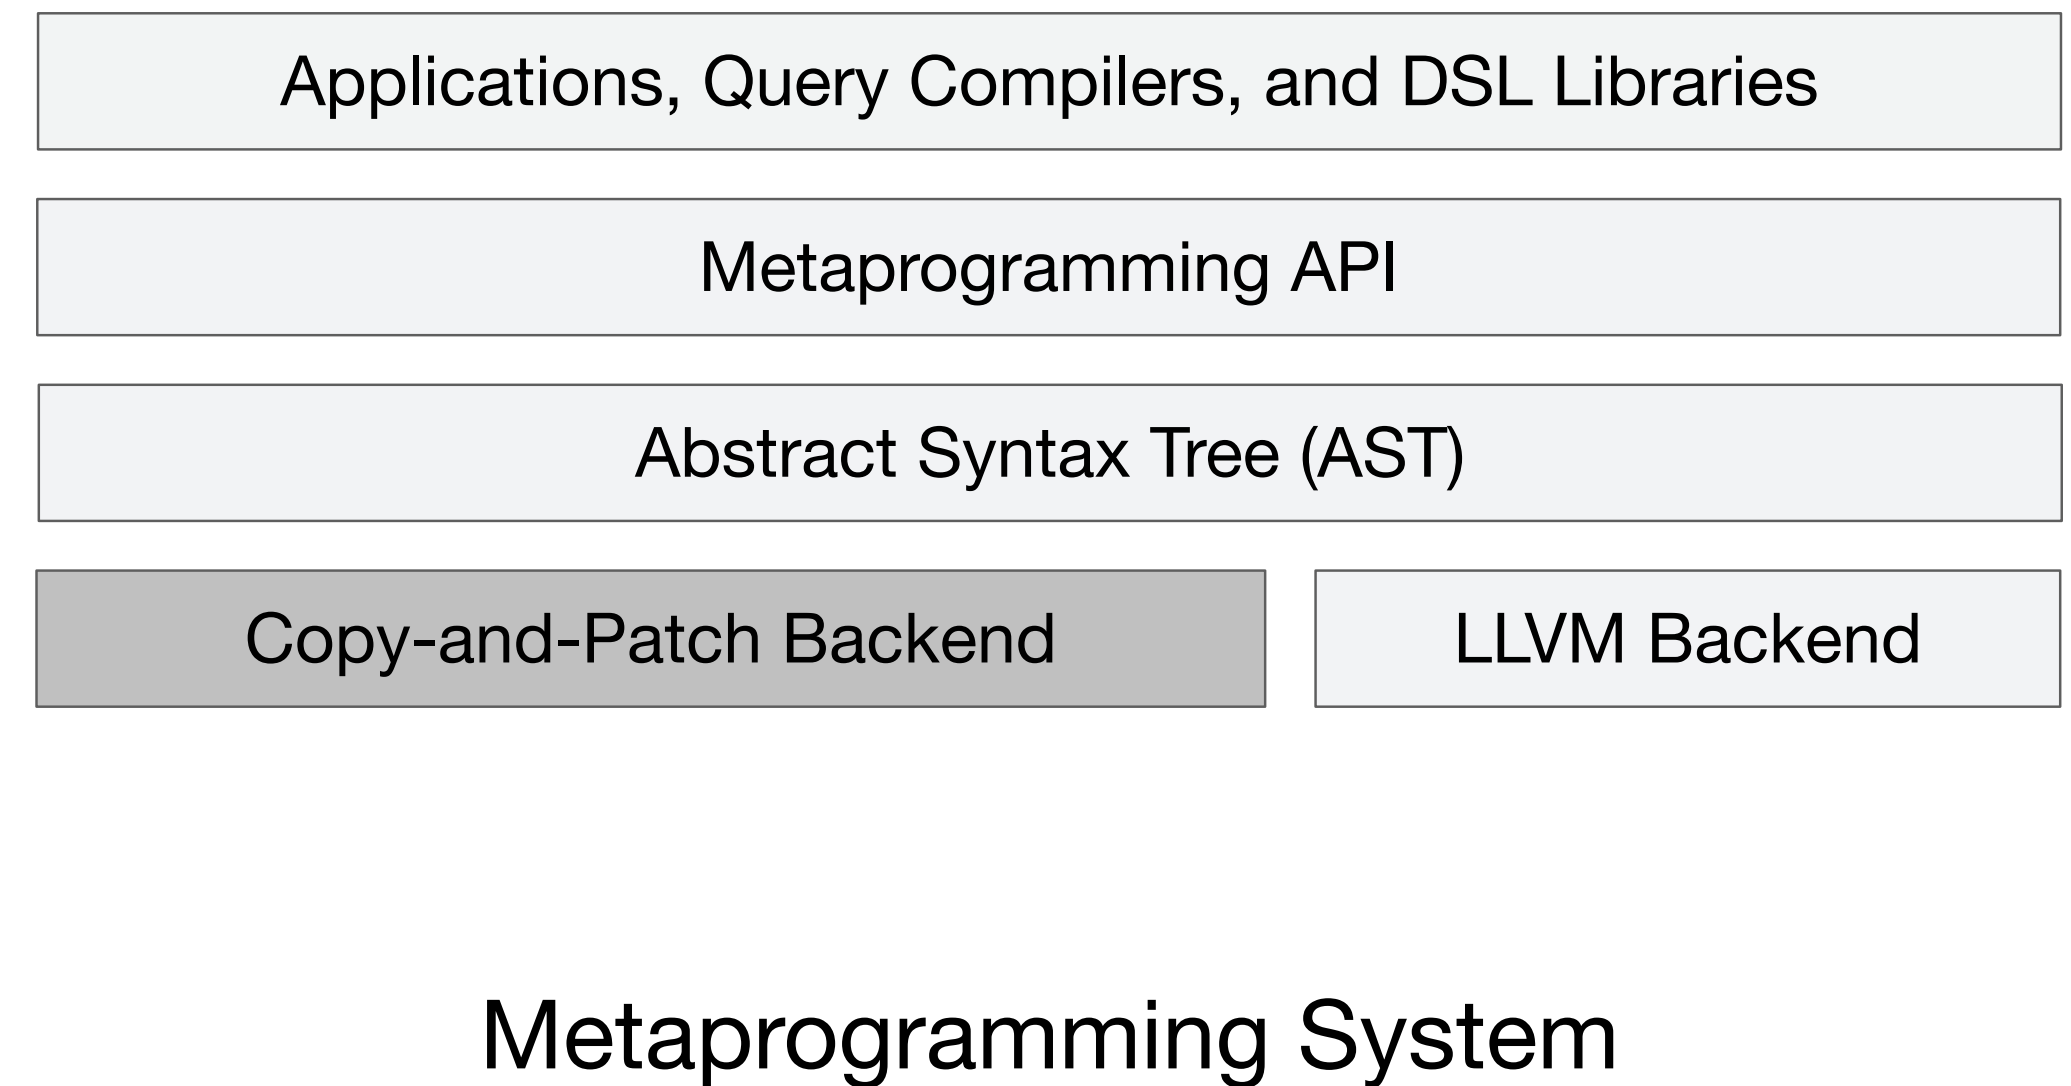 Applications, Query Compilers, and DSL Libraries
Metaprogramming API
Abstract Syntax Tree (AST)
Copy-and-Patch Backend
LLVM Backend
Metaprogramming System